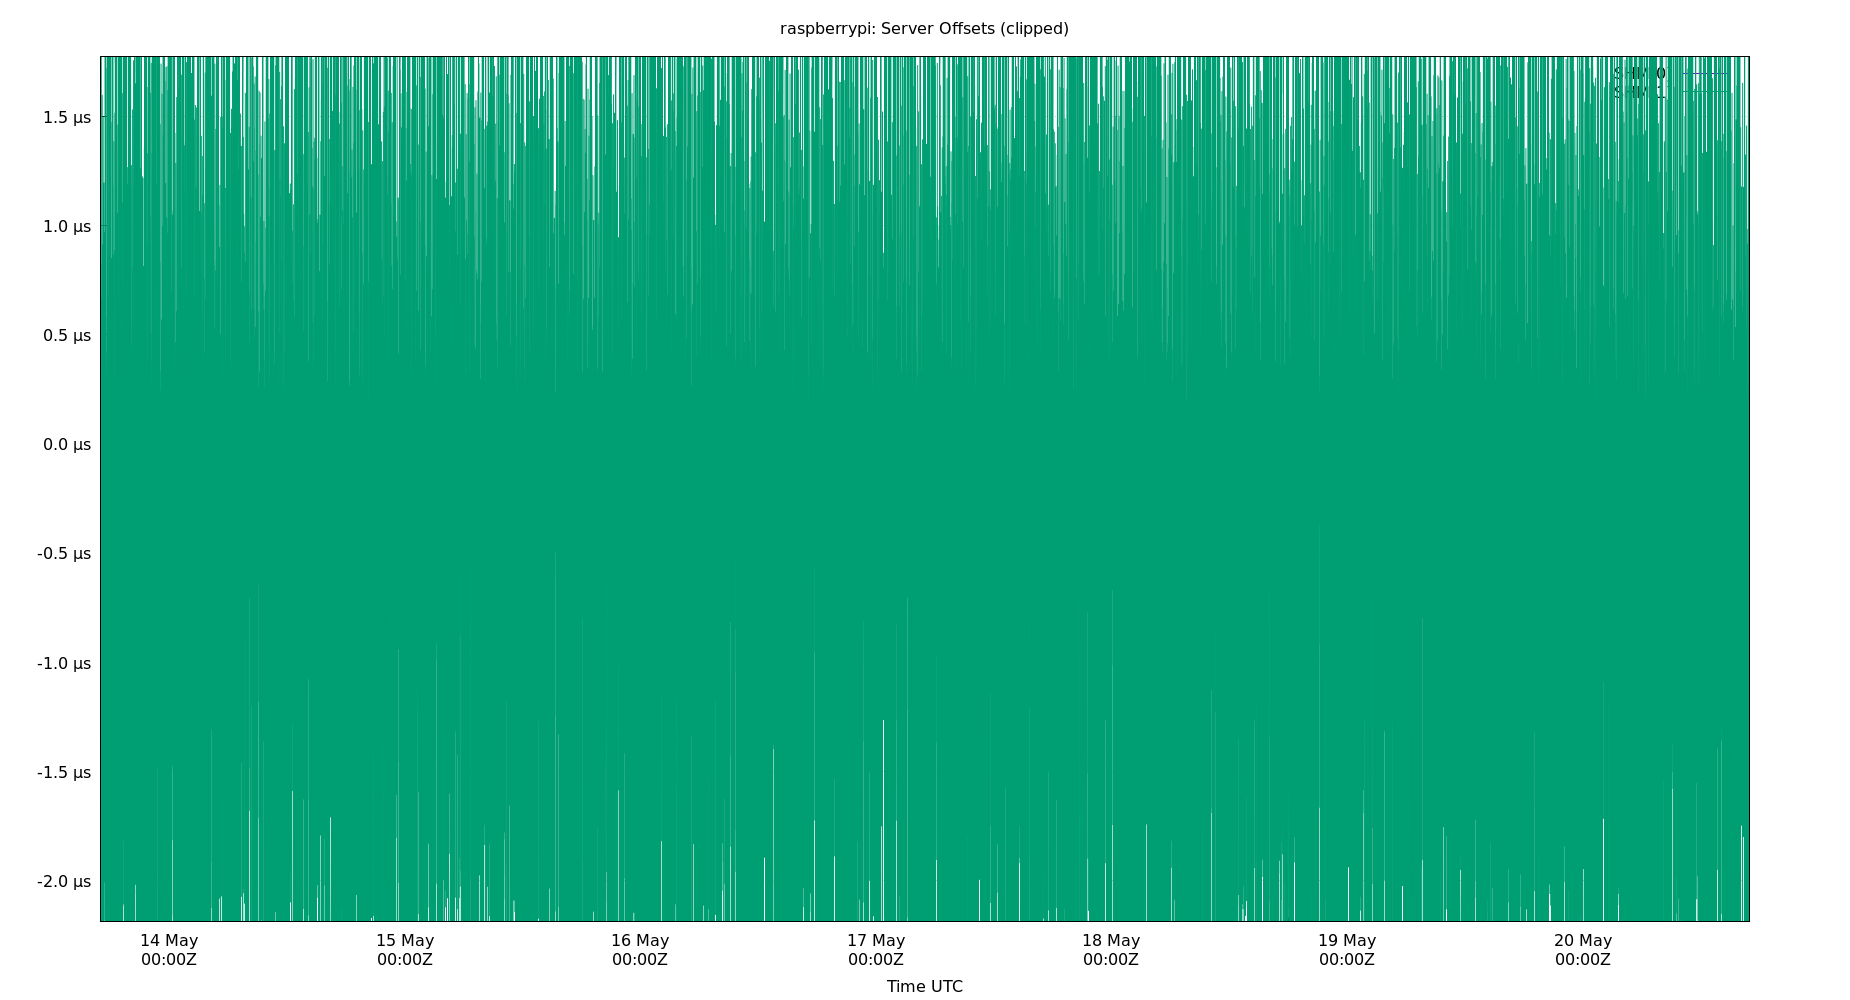 raspberrypi: Server Offsets (clipped)
1.5 µs
1.0 µs
0.5 µs
0.0 µs
-0.5 µs
-1.0 µs
-1.5 µs
-2.0 µs
14 May
00:00Z
15 May
00:00Z
16 May
00:00Z
17 May
00:00Z
18 May
00:00Z
19 May
00:00Z
20 May
00:00Z
Time UTC